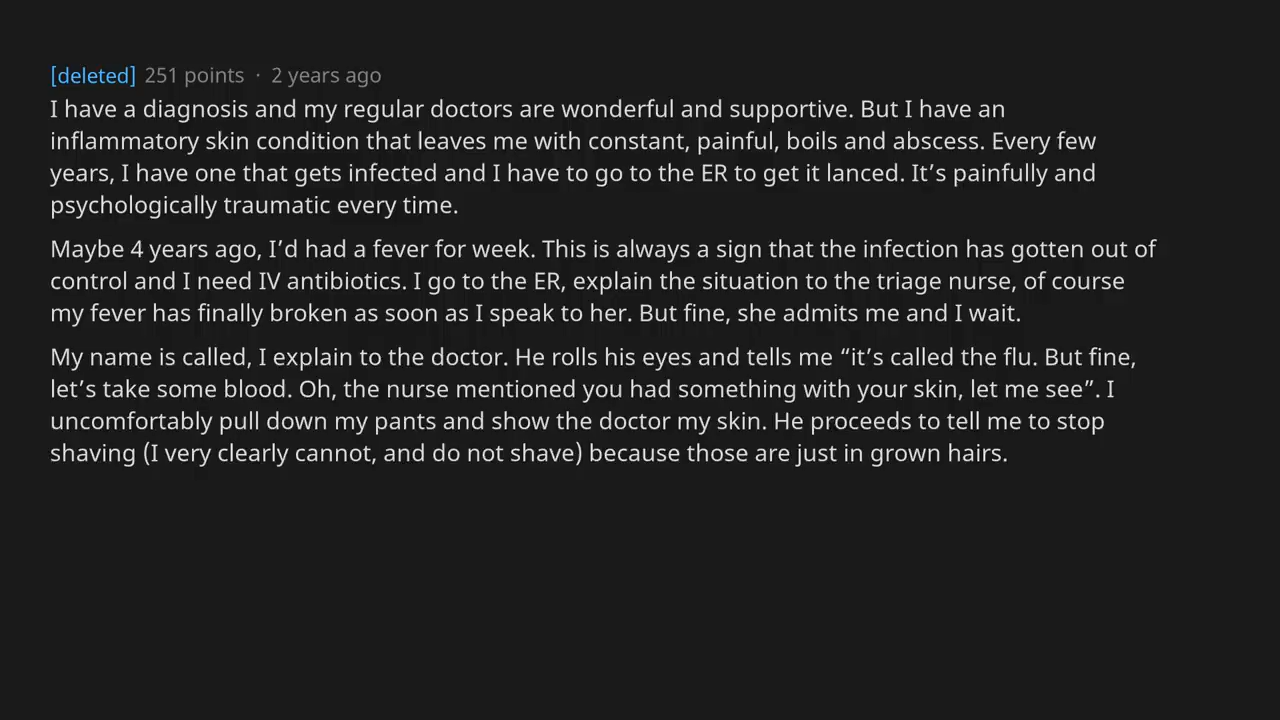 [deleted] 251 points · 2 years ago
I have a diagnosis and my regular doctors are wonderful and supportive. But I have an
inflammatory skin condition that leaves me with constant, painful, boils and abscess. Every few
years, I have one that gets infected and I have to go to the ER to get it lanced. It’s painfully and
psychologically traumatic every time.
Maybe 4 years ago, I’d had a fever for week. This is always a sign that the infection has gotten out of
control and I need IV antibiotics. I go to the ER, explain the situation to the triage nurse, of course
my fever has finally broken as soon as I speak to her. But fine, she admits me and I wait.
My name is called, I explain to the doctor. He rolls his eyes and tells me “it’s called the flu. But fine,
let’s take some blood. Oh, the nurse mentioned you had something with your skin, let me see”. I
uncomfortably pull down my pants and show the doctor my skin. He proceeds to tell me to stop
shaving (I very clearly cannot, and do not shave) because those are just in grown hairs.